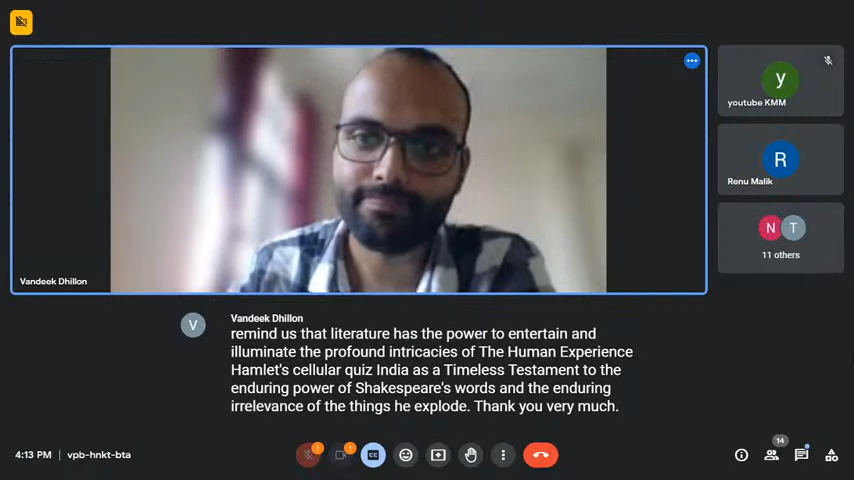 y
youtube KMM
R
Renu Malik
N T
11 others
Vandeek Dhillon
V
Vandeek Dhillon
remind us that literature has the power to entertain and
illuminate the profound intricacies of The Human Experience
Hamlet's cellular quiz India as a Timeless Testament to the
enduring power of Shakespeare's words and the enduring
irrelevance of the things he explode. Thank you very much.
4:13 PM | vpb-hnkt-bta
! ! CC 14